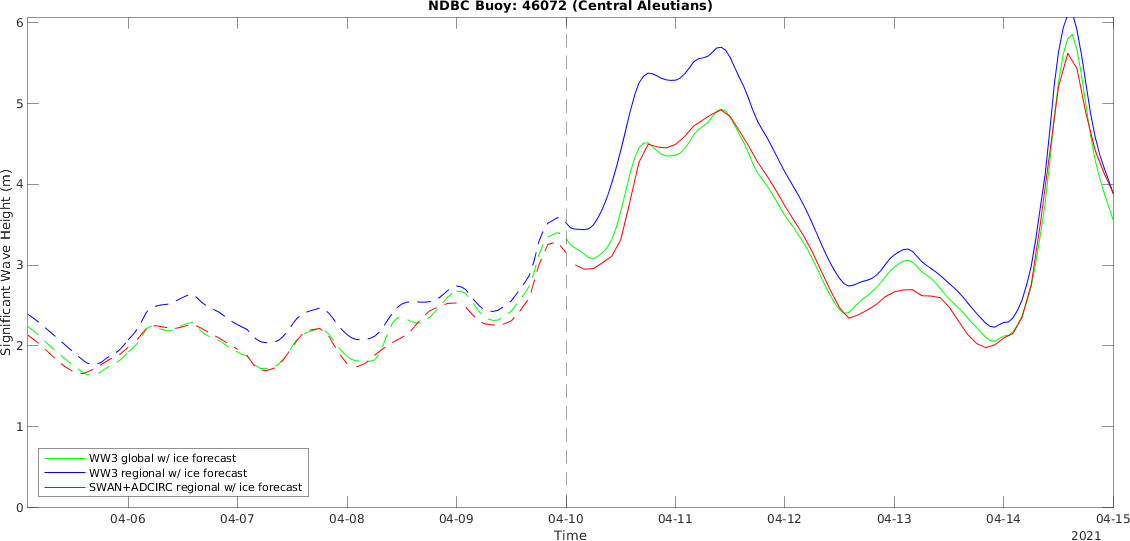 NDBC Buoy: 46072 (Central Aleutians)
6
5
4
3
2
1
0
Significant Wave Height (m)
WW3 global w/ ice forecast
WW3 regional w/ ice forecast
SWAN+ADCIRC regional w/ ice forecast
04-06 04-07 04-08 04-09 04-10 04-11 04-12 04-13 04-14 04-15
Time
2021